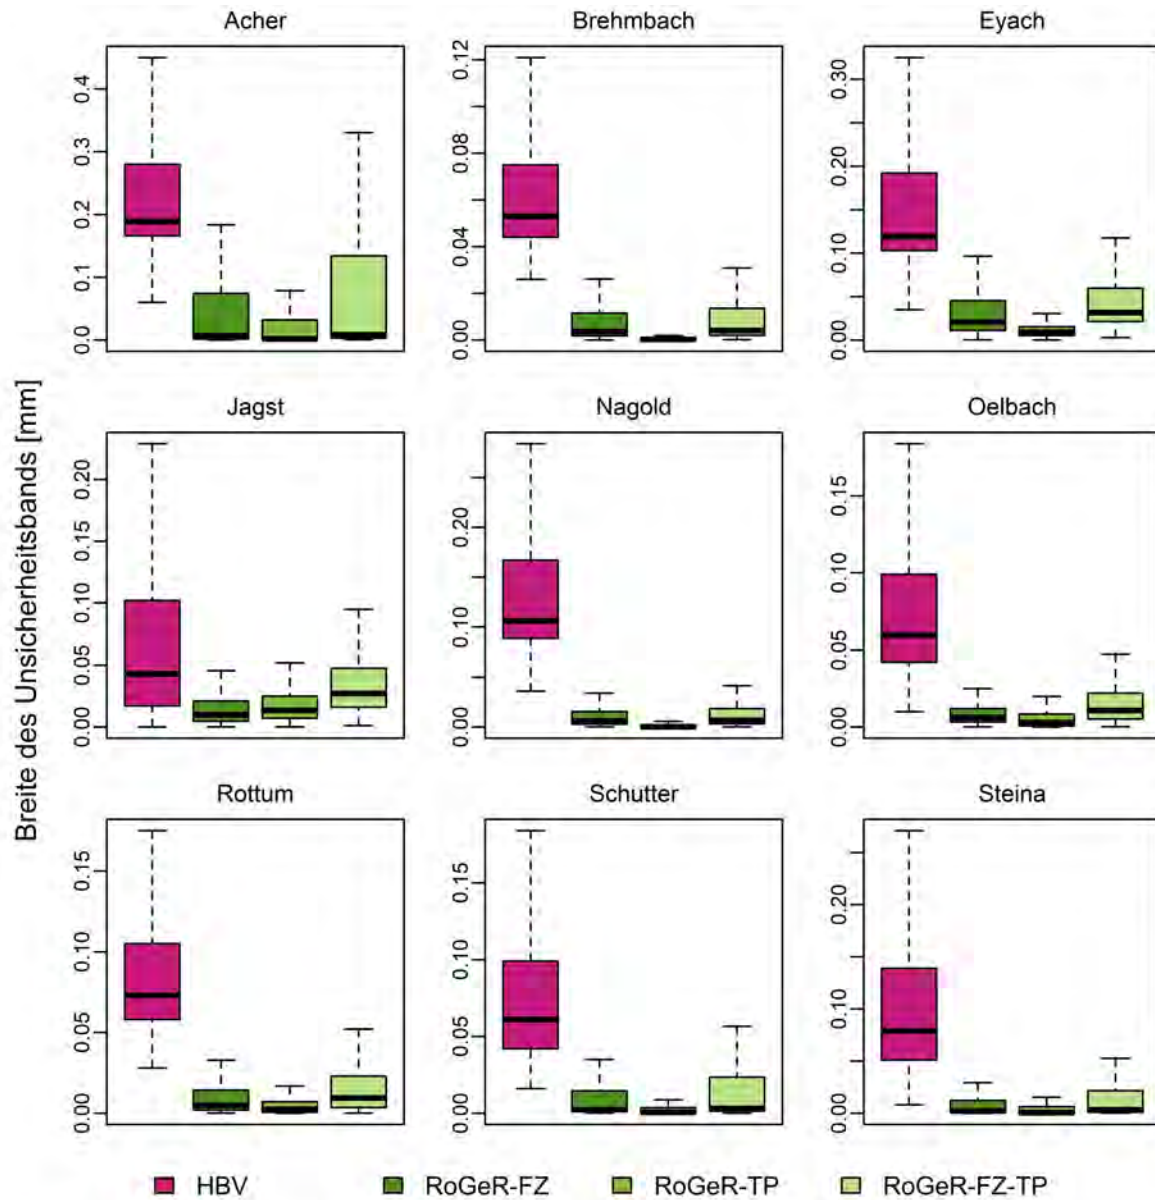 Acher Brehmbach Eyach
0.0 0.1 0.2 0.3 0.4
0.00 0.04 0.08 0.12
0.00 0.10 0.20 0.30
Breite des Unsicherheitsbands [mm]
Jagst Nagold Oelbach
0.00 0.05 0.10 0.15 0.20
0.00 0.10 0.20
0.00 0.05 0.10 0.15
Rottum Schutter Steina
0.00 0.05 0.10 0.15
0.00 0.05 0.10 0.15
0.00 0.10 0.20
HBV RoGeR-FZ RoGeR-TP RoGeR-FZ-TP